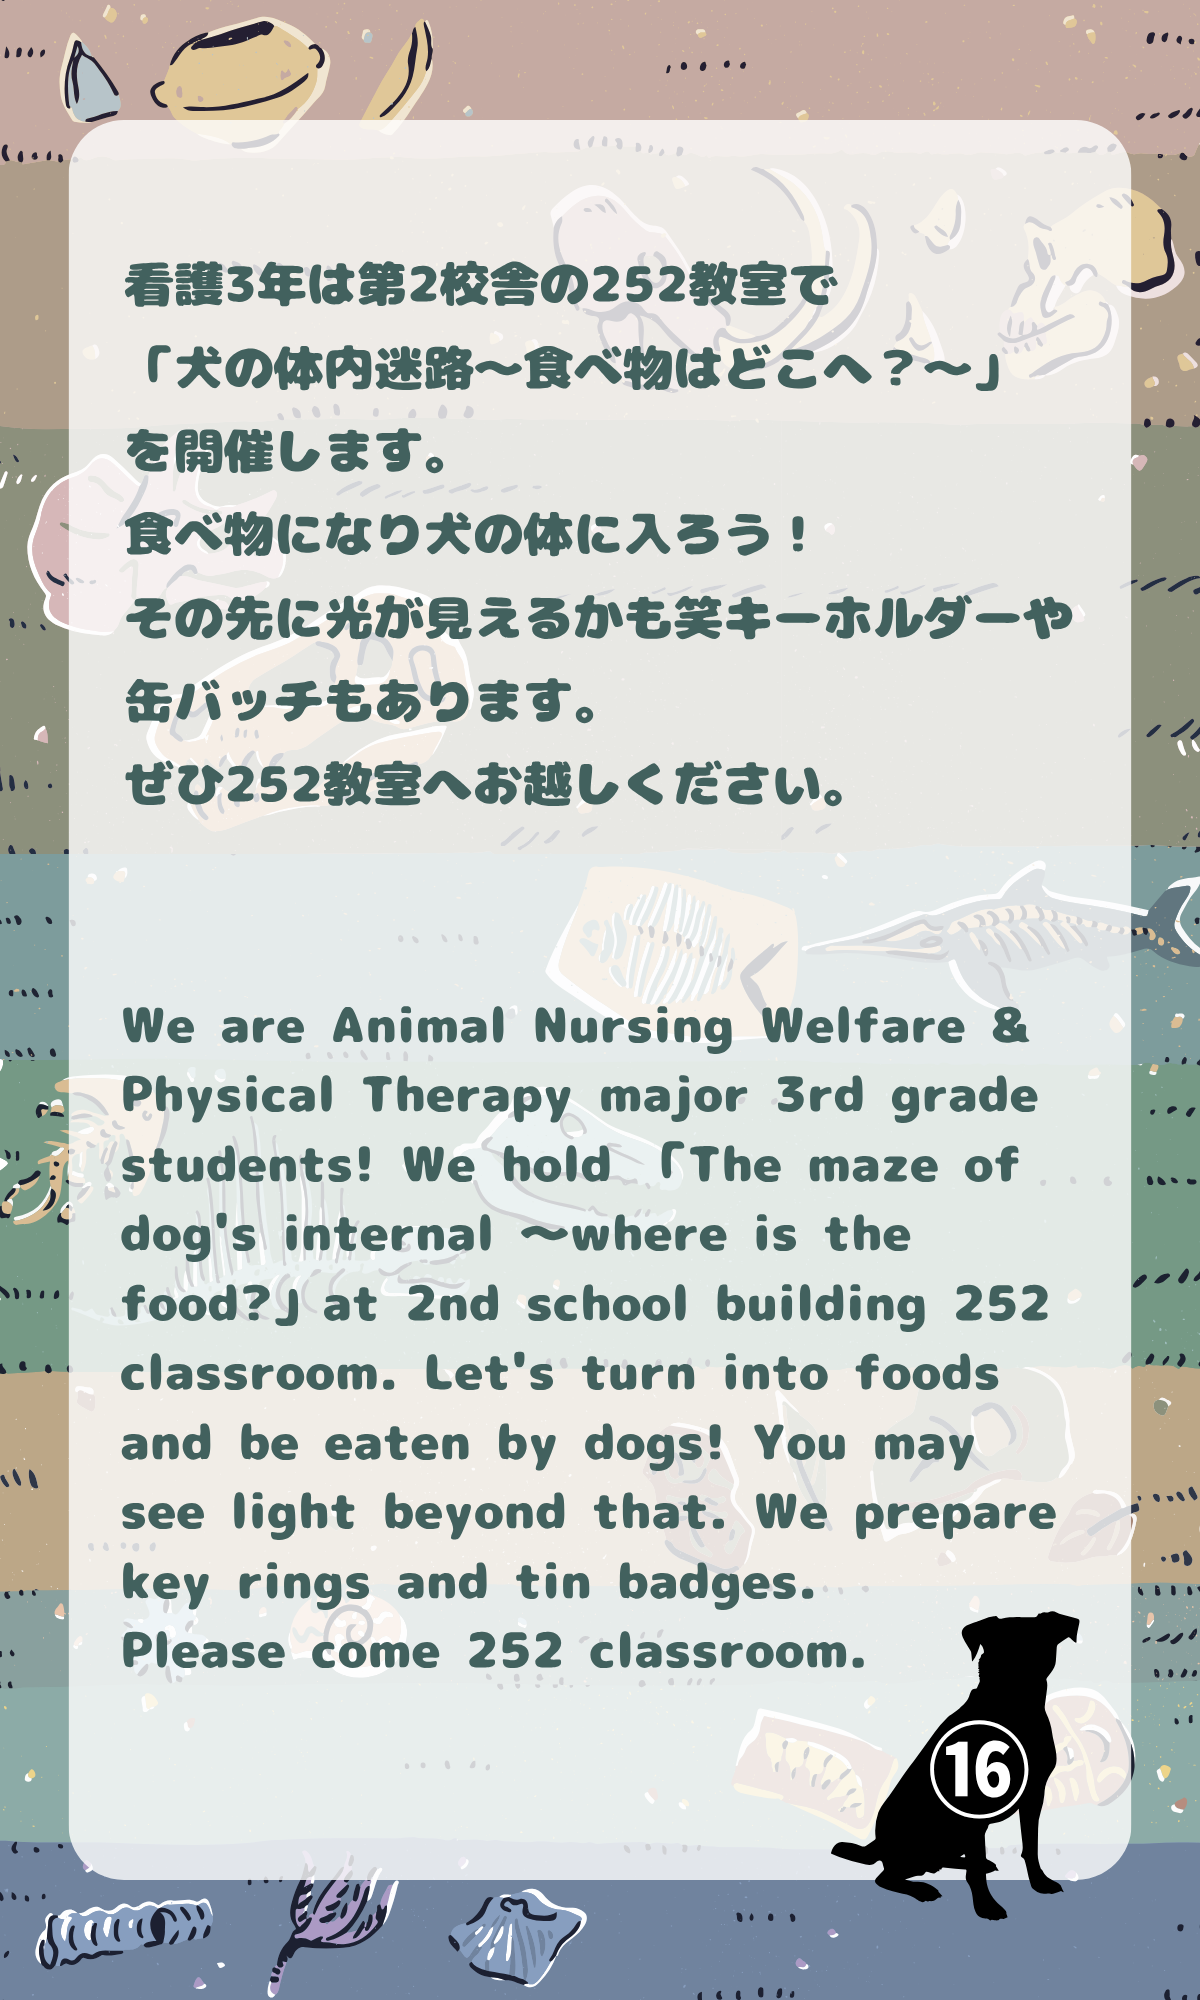 看護3年は第2校舎の252教室で
「犬の体内迷路～食べ物はどこへ？～」
を開催します。
食べ物になり犬の体に入ろう！
その先に光が見えるかも笑キーホルダーや
缶バッチもあります。
ぜひ252教室へお越しください。
We are Animal Nursing Welfare &
Physical Therapy major 3rd grade
students! We hold 「The maze of
dog's internal ～where is the
food?」at 2nd school building 252
classroom. Let's turn into foods
and be eaten by dogs! You may
see light beyond that. We prepare
key rings and tin badges.
Please come 252 classroom.
16